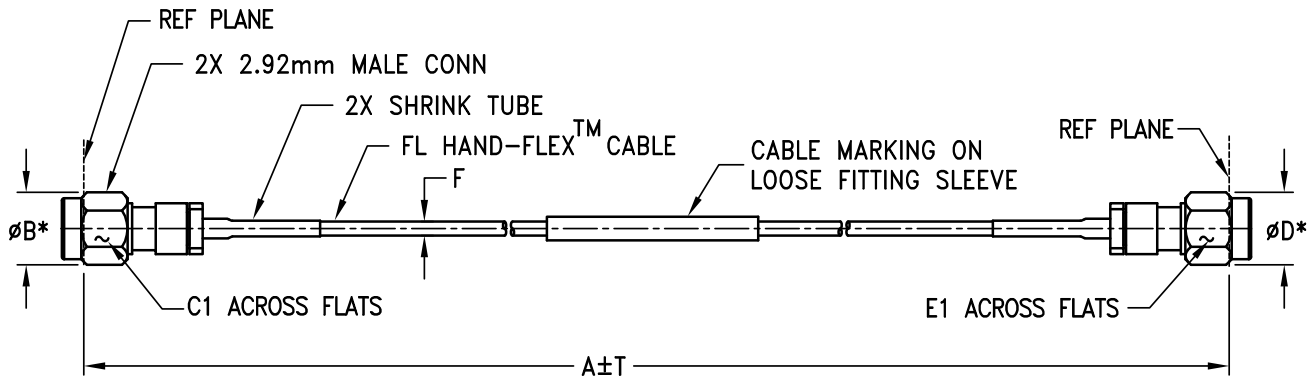 REF PLANE
2X 2.92mm MALE CONN
2X SHRINK TUBE
FL HAND-FLEX™ CABLE
F
CABLE MARKING ON
LOOSE FITTING SLEEVE
REF PLANE
øB*
øD*
C1 ACROSS FLATS
E1 ACROSS FLATS
A±T